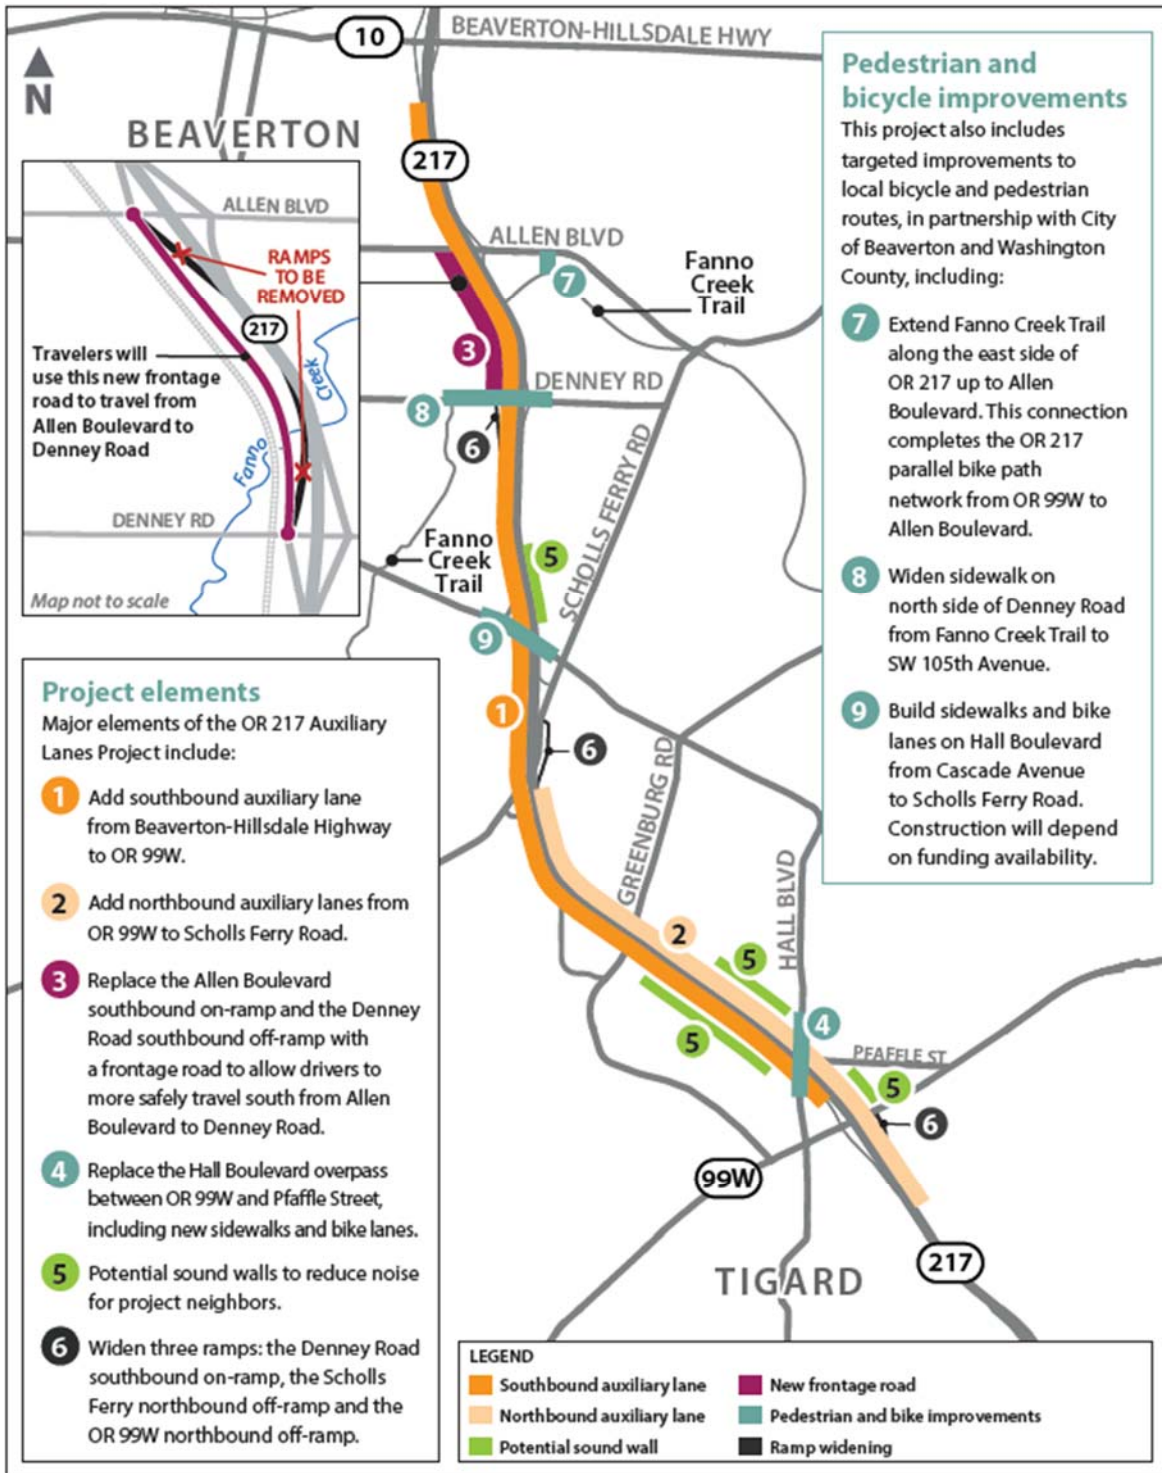 10
BEAVERTON-HILLSDALE HWY
N
BEAVERTON
217
ALLEN BLVD
RAMPS
TO BE
REMOVED
217
Travelers will
use this new frontage
road to travel from
Allen Boulevard to
Denney Road
Fanno
Creek
DENNEY RD
Map not to scale
ALLEN BLVD
7
Fanno
Creek
Trail
3
DENNEY RD
8
6
SCHOLLS FERRY RD
Fanno
Creek
Trail
5
9
1
6
GREENBURG RD
HALL BLVD
2
5
5
4
PFAFFLE ST
5
6
99W
TIGARD
217
Pedestrian and
bicycle improvements
This project also includes
targeted improvements to
local bicycle and pedestrian
routes, in partnership with City
of Beaverton and Washington
County, including:
7 Extend Fanno Creek Trail
along the east side of
OR 217 up to Allen
Boulevard. This connection
completes the OR 217
parallel bike path
network from OR 99W to
Allen Boulevard.
8 Widen sidewalk on
north side of Denney Road
from Fanno Creek Trail to
SW 105th Avenue.
9 Build sidewalks and bike
lanes on Hall Boulevard
from Cascade Avenue
to Scholls Ferry Road.
Construction will depend
on funding availability.
Project elements
Major elements of the OR 217 Auxiliary
Lanes Project include:
1 Add southbound auxiliary lane
from Beaverton-Hillsdale Highway
to OR 99W.
2 Add northbound auxiliary lanes from
OR 99W to Scholls Ferry Road.
3 Replace the Allen Boulevard
southbound on-ramp and the Denney
Road southbound off-ramp with
a frontage road to allow drivers to
more safely travel south from Allen
Boulevard to Denney Road.
4 Replace the Hall Boulevard overpass
between OR 99W and Pfaffle Street,
including new sidewalks and bike lanes.
5 Potential sound walls to reduce noise
for project neighbors.
6 Widen three ramps: the Denney Road
southbound on-ramp, the Scholls
Ferry northbound off-ramp and the
OR 99W northbound off-ramp.
LEGEND
Southbound auxiliary lane
Northbound auxiliary lane
Potential sound wall
New frontage road
Pedestrian and bike improvements
Ramp widening